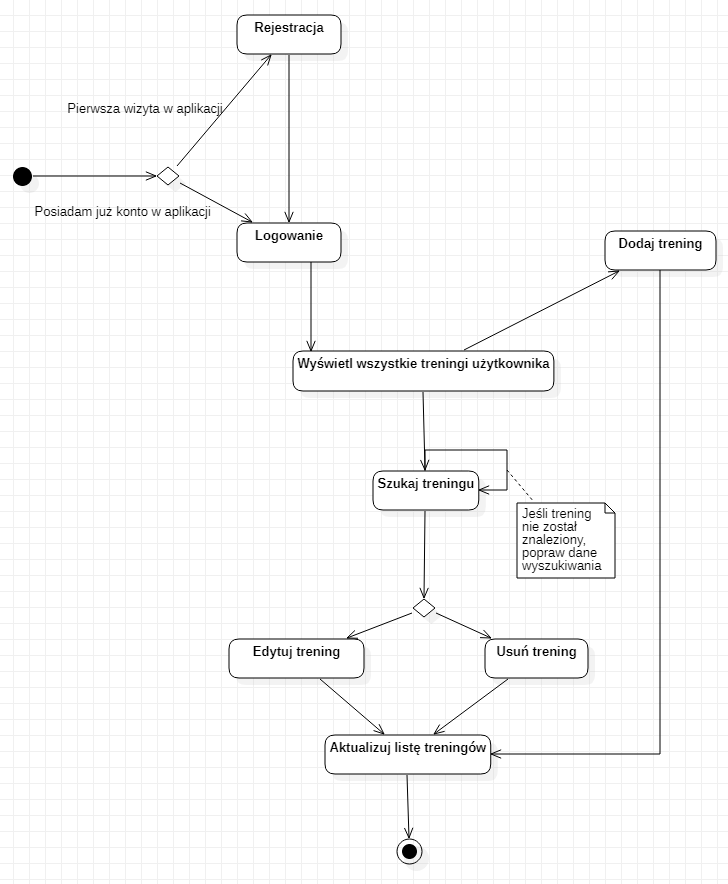 Rejestracja
Pierwsza wizyta w aplikacji
Posiadam już konto w aplikacji
Logowanie
Dodaj trening
Wyświetl wszystkie treningi użytkownika
Szukaj treningu
Jeśli trening
nie został
znaleziony,
popraw dane
wyszukiwania
Edytuj trening
Usuń trening
Aktualizuj listę treningów